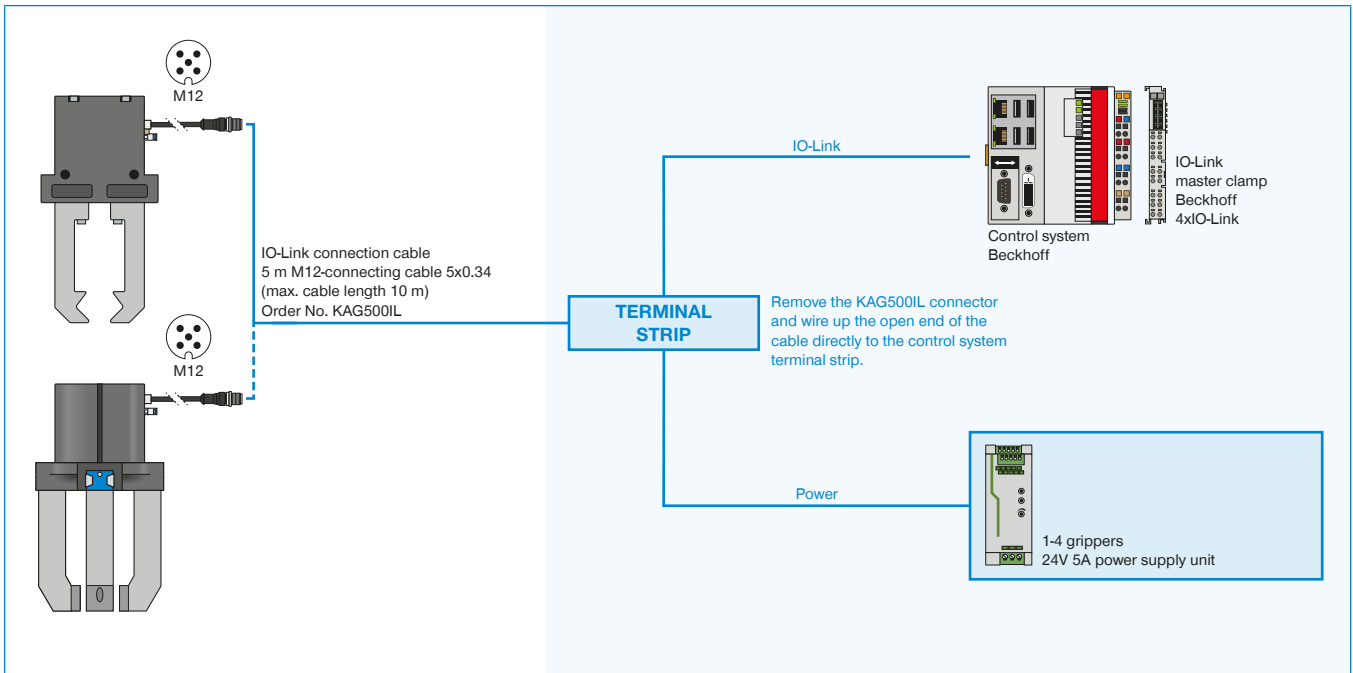 M12
IO-Link connection cable
5 m M12-connecting cable 5x0.34
(max. cable length 10 m)
Order No. KAG500IL
M12
TERMINAL
STRIP
Remove the KAG500IL connector
and wire up the open end of the
cable directly to the control system
terminal strip.
IO-Link
Control system
Beckhoff
IO-Link
master clamp
Beckhoff
4xIO-Link
Power
1-4 grippers
24V 5A power supply unit